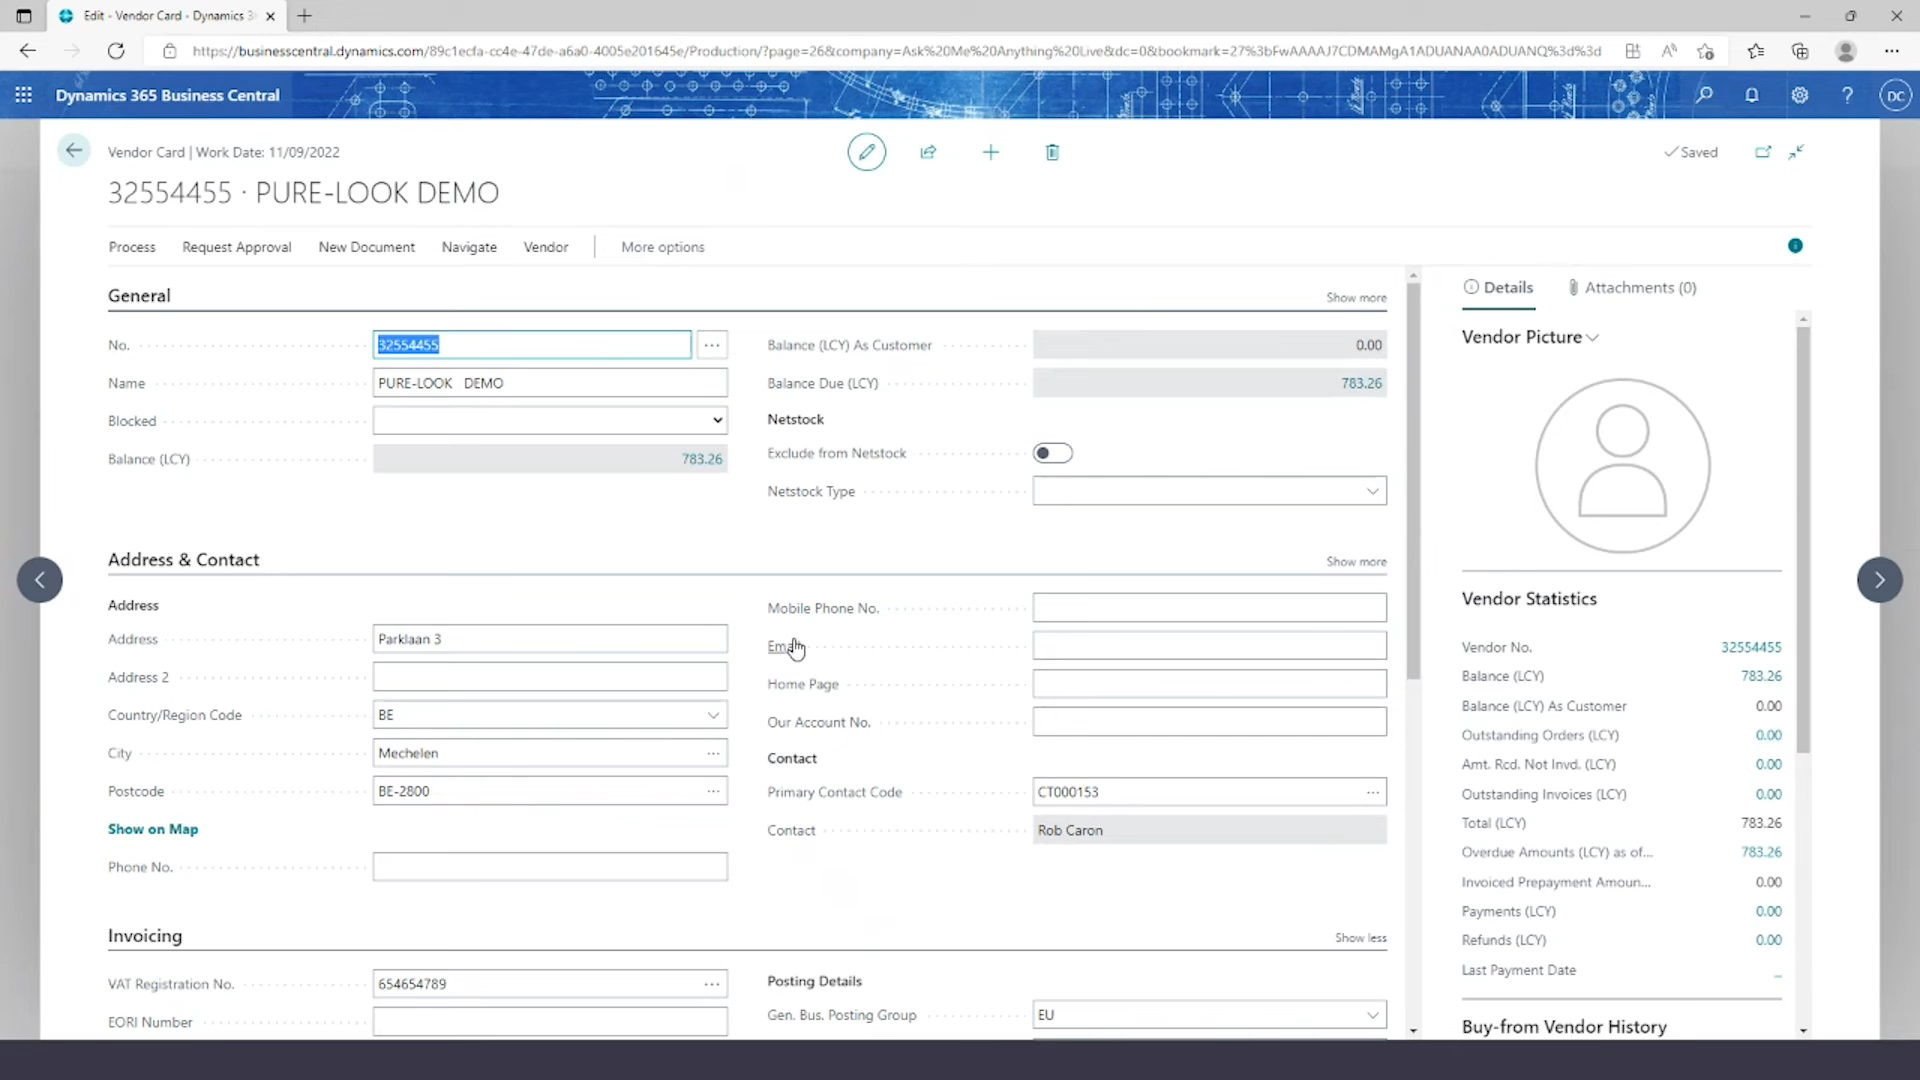 Edit - Vendor Card - Dynamics 3
https://businesscentral.dynamics.com/89c1ecfa-cc4e-47de-a6a0-4005e201645e/Production/?page=26&company=Ask%20Me%20Anything%20Live&dc=0&bookmark=27%3bFwAAAAJ7CDMAMgA1ADUANAA0ADUANQ%3d%3d
Dynamics 365 Business Central
DC
Vendor Card | Work Date: 11/09/2022
Saved
32554455 · PURE-LOOK DEMO
Process
Request Approval
New Document
Navigate
Vendor
More options
General
Show more
No.
32554455
Name
PURE-LOOK DEMO
Blocked
Balance (LCY)
783.26
Balance (LCY) As Customer
0.00
Balance Due (LCY)
783.26
Netstock
Exclude from Netstock
Netstock Type
Address & Contact
Show more
Address
Address
Parklaan 3
Address 2
Country/Region Code
BE
City
Mechelen
Postcode
BE-2800
Show on Map
Phone No.
Mobile Phone No.
Home Page
Our Account No.
Contact
Primary Contact Code
CT000153
Contact
Rob Caron
Invoicing
Show less
VAT Registration No.
654654789
EORI Number
Posting Details
Gen. Bus. Posting Group
EU
Details
Attachments (0)
Vendor Picture
Vendor Statistics
Vendor No.
32554455
Balance (LCY)
783.26
Balance (LCY) As Customer
0.00
Outstanding Orders (LCY)
0.00
Amt. Rcd. Not Invd. (LCY)
0.00
Outstanding Invoices (LCY)
0.00
Total (LCY)
783.26
Overdue Amounts (LCY) as of...
783.26
Invoiced Prepayment Amoun...
0.00
Payments (LCY)
0.00
Refunds (LCY)
0.00
Last Payment Date
Buy-from Vendor History